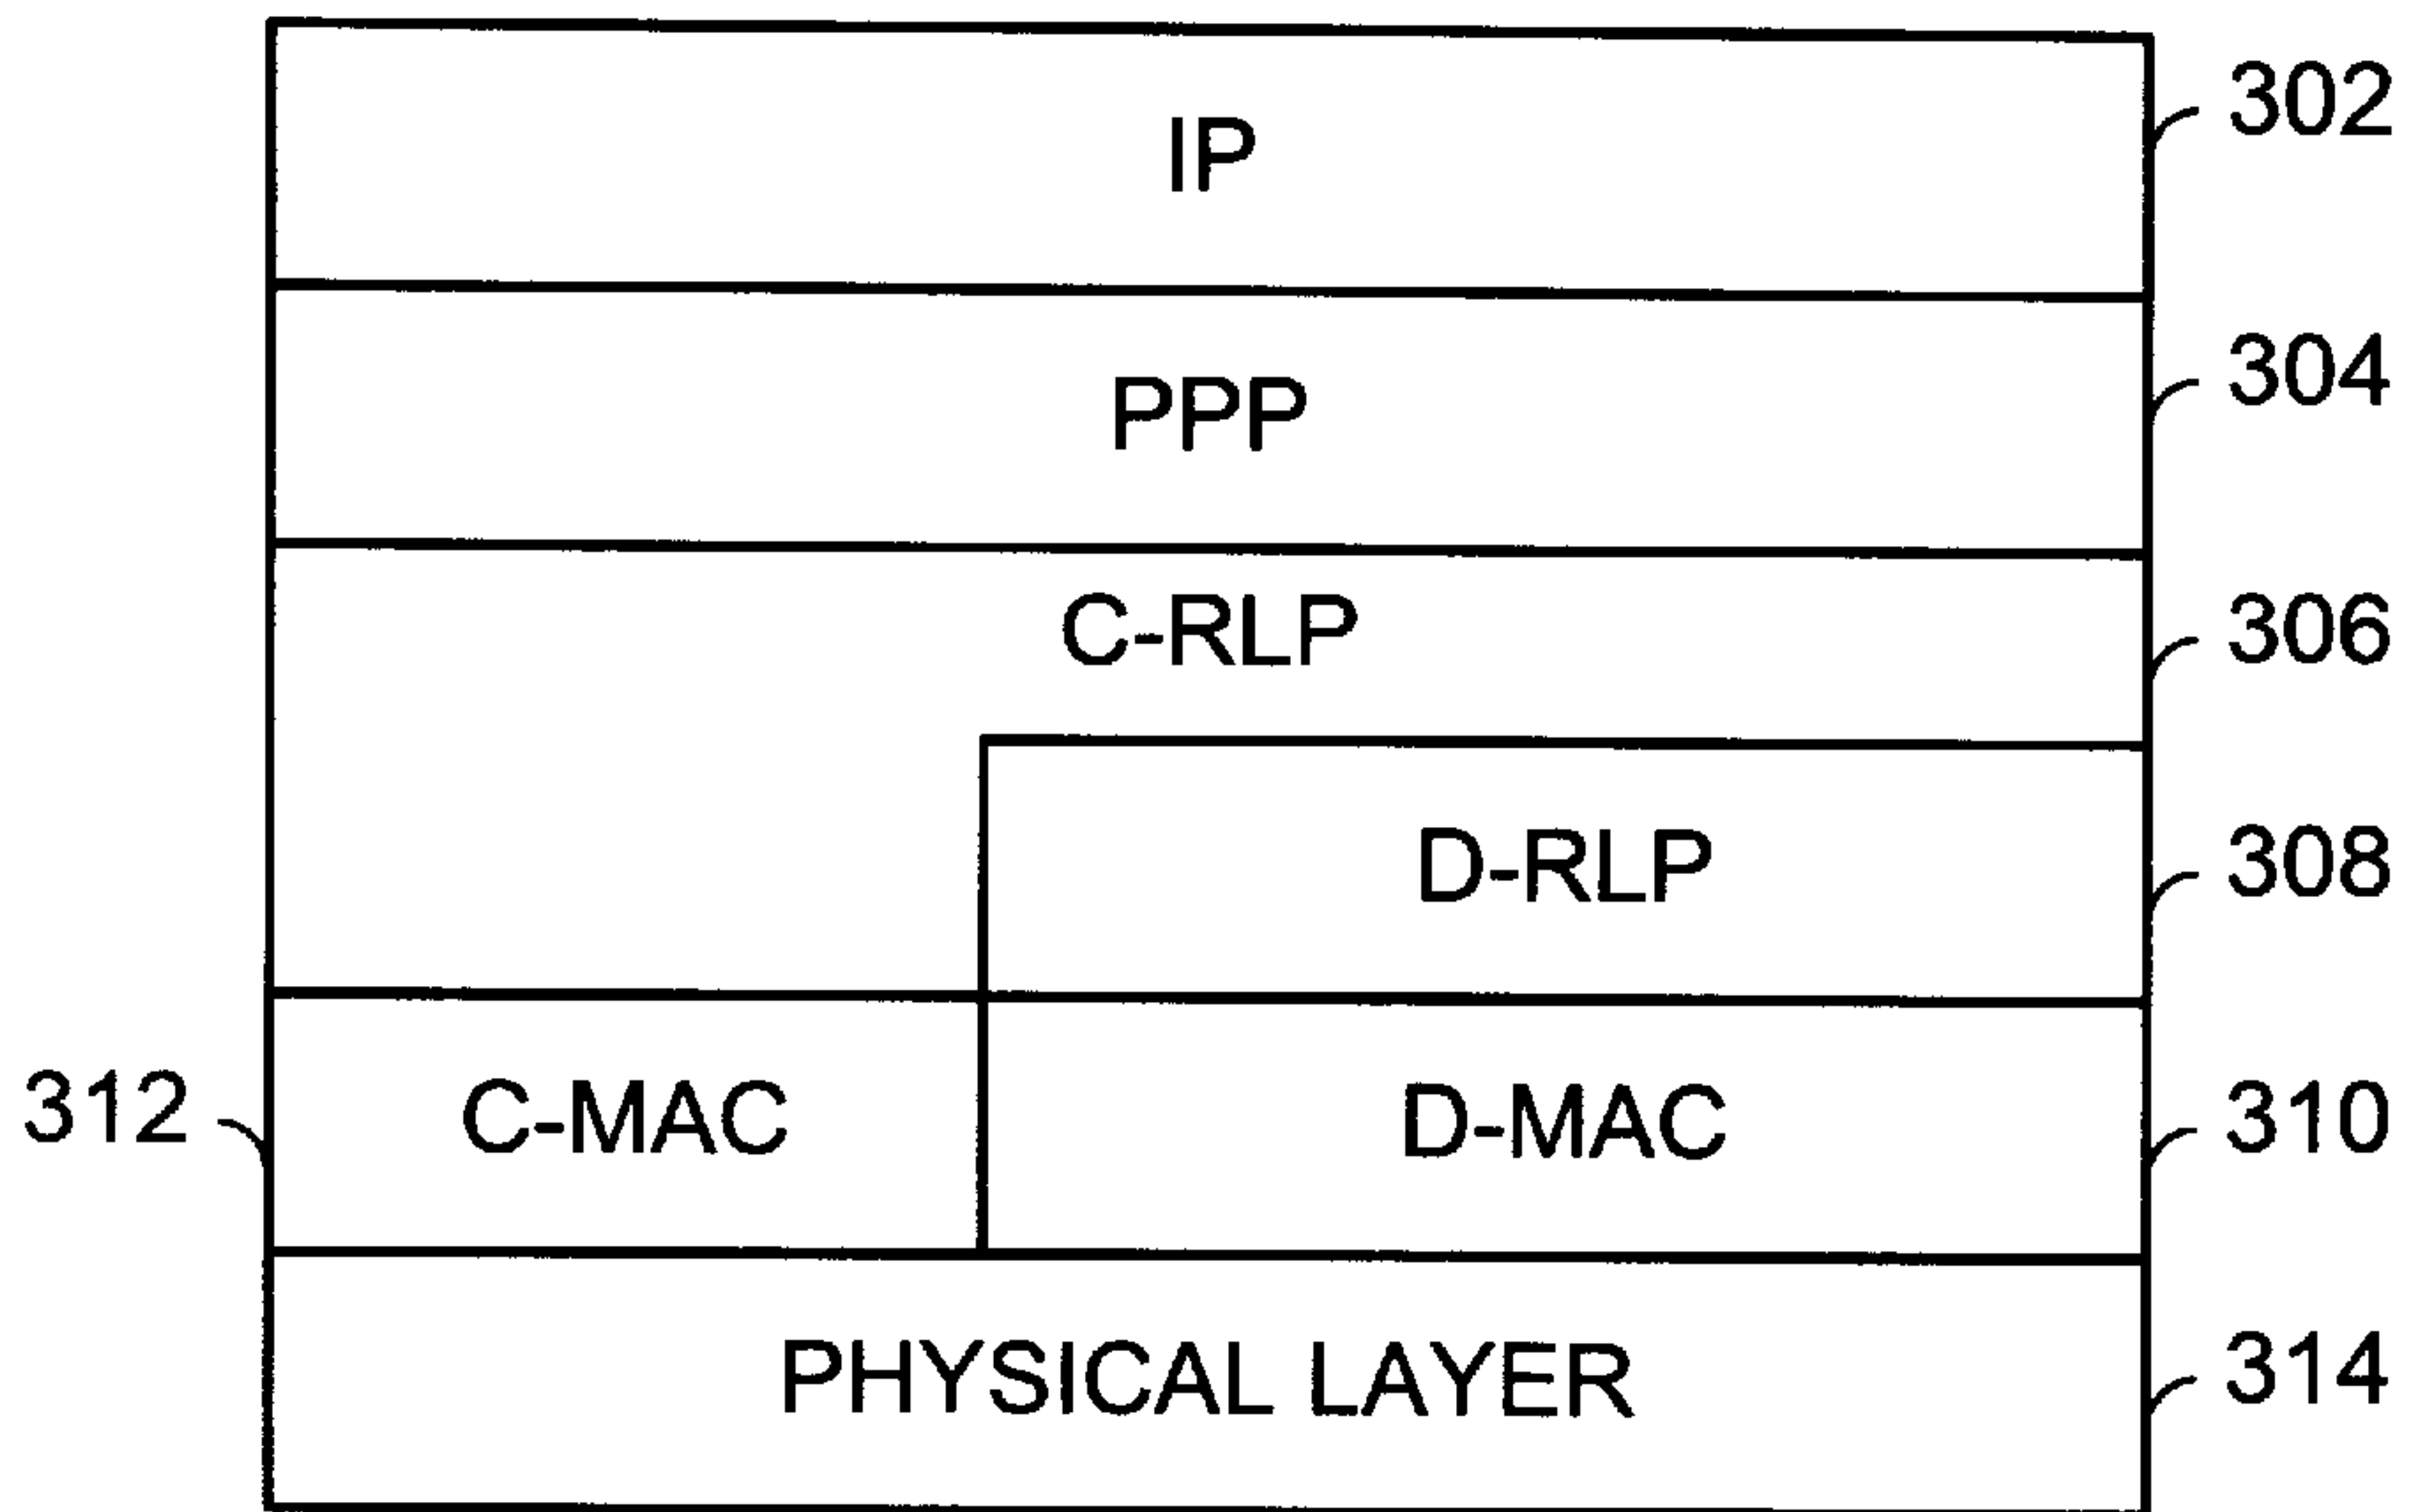 IP
302
PPP
304
C-RLP
306
D-RLP
308
312
C-MAC
D-MAC
310
PHYSICAL LAYER
314